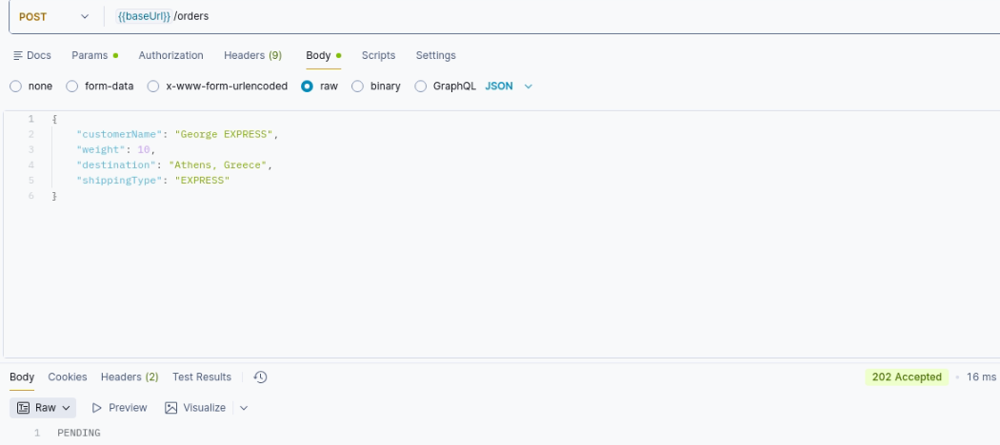 POST {{baseUrl}} /orders
Docs Params Authorization Headers (9) Body Scripts Settings
none form-data x-www-form-urlencoded raw binary GraphQL JSON
1 {
2 "customerName": "George EXPRESS",
3 "weight": 10,
4 "destination": "Athens, Greece",
5 "shippingType": "EXPRESS"
6 }
Body Cookies Headers (2) Test Results 202 Accepted • 16 ms
Raw Preview Visualize
1 PENDING